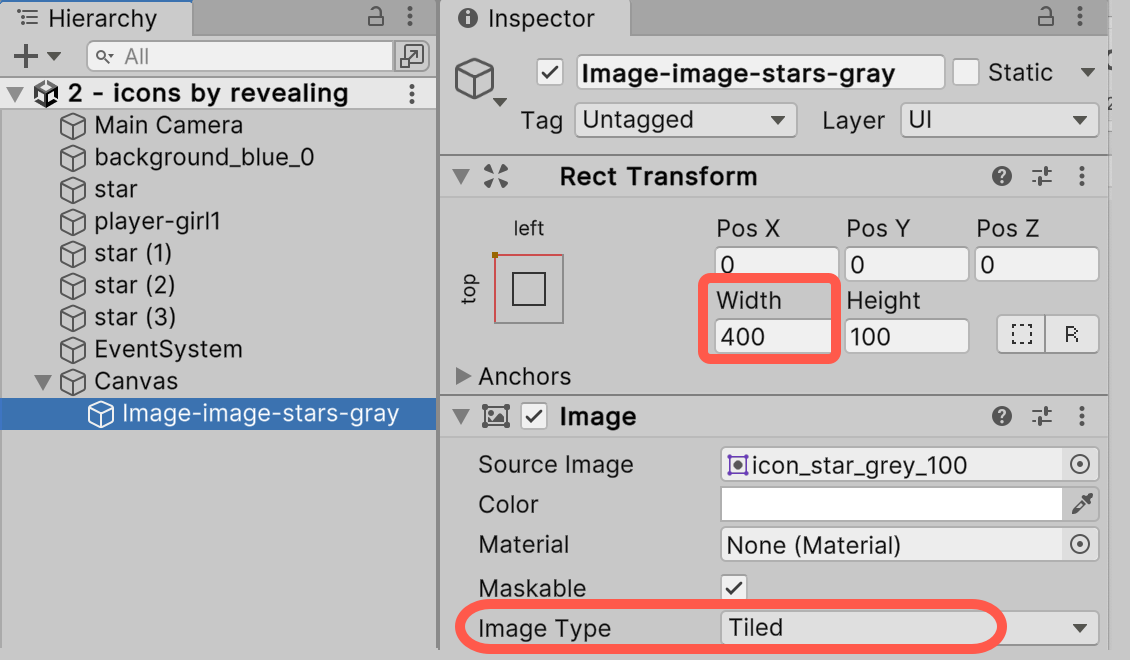 Hierarchy
All
2 - icons by revealing
Main Camera
background_blue_0
star
player-girl1
star (1)
star (2)
star (3)
EventSystem
Canvas
Image-image-stars-gray
Inspector
Image-image-stars-gray
Static
Tag Untagged Layer UI
Rect Transform
left
top
Pos X Pos Y Pos Z
0 0 0
Width Height
400 100
R
Anchors
Image
Source Image icon_star_grey_100
Color
Material None (Material)
Maskable
Image Type Tiled